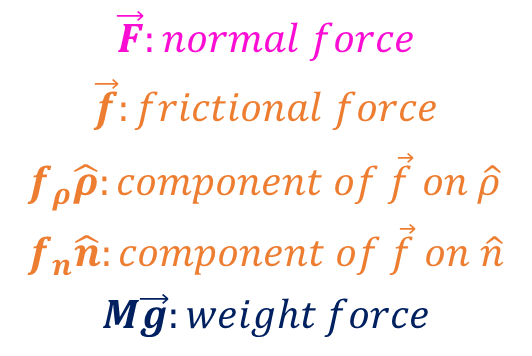 F⃗: normal force
f⃗: frictional force
f_ρ ρ̂: component of f⃗ on ρ̂
f_n n̂: component of f⃗ on n̂
Mg⃗: weight force